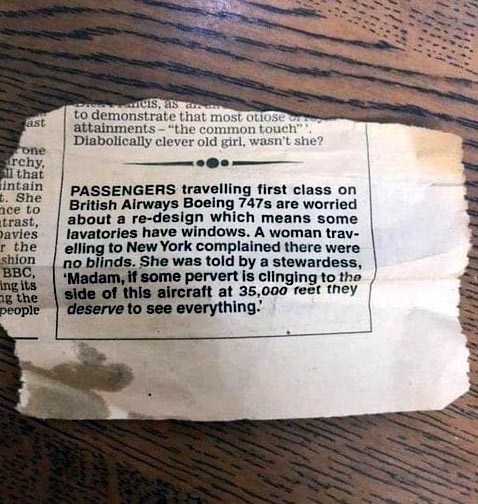 ast
one
rchy,
ll that
intain
t. She
nce to
trast,
Davies
r the
shion
BBC,
ing its
ng the
people
to demonstrate that most otiose
attainments – “the common touch” ’.
Diabolically clever old girl, wasn’t she?
PASSENGERS travelling first class on
British Airways Boeing 747s are worried
about a re-design which means some
lavatories have windows. A woman trav-
elling to New York complained there were
no blinds. She was told by a stewardess,
‘Madam, if some pervert is clinging to the
side of this aircraft at 35,000 feet they
deserve to see everything.’